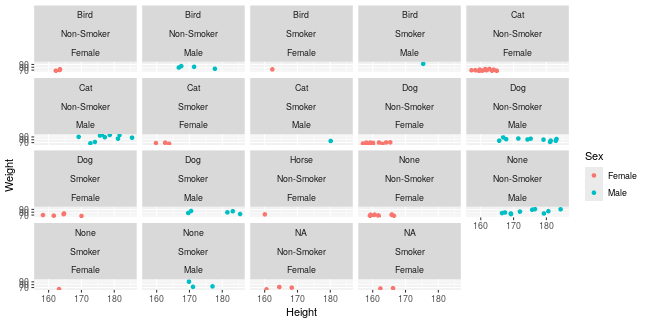 Bird Bird Bird Bird Cat
Non-Smoker Non-Smoker Smoker Smoker Non-Smoker
Female Male Female Male Female
Cat Cat Cat Dog Dog
Non-Smoker Smoker Smoker Non-Smoker Non-Smoker
Male Female Male Female Male
Dog Dog Horse None None
Smoker Smoker Non-Smoker Non-Smoker Non-Smoker
Female Male Female Female Male
160 170 180
None None NA NA
Smoker Smoker Non-Smoker Smoker
Female Male Female Female
160 170 180 160 170 180 160 170 180 160 170 180
Height
Weight
Sex
Female
Male